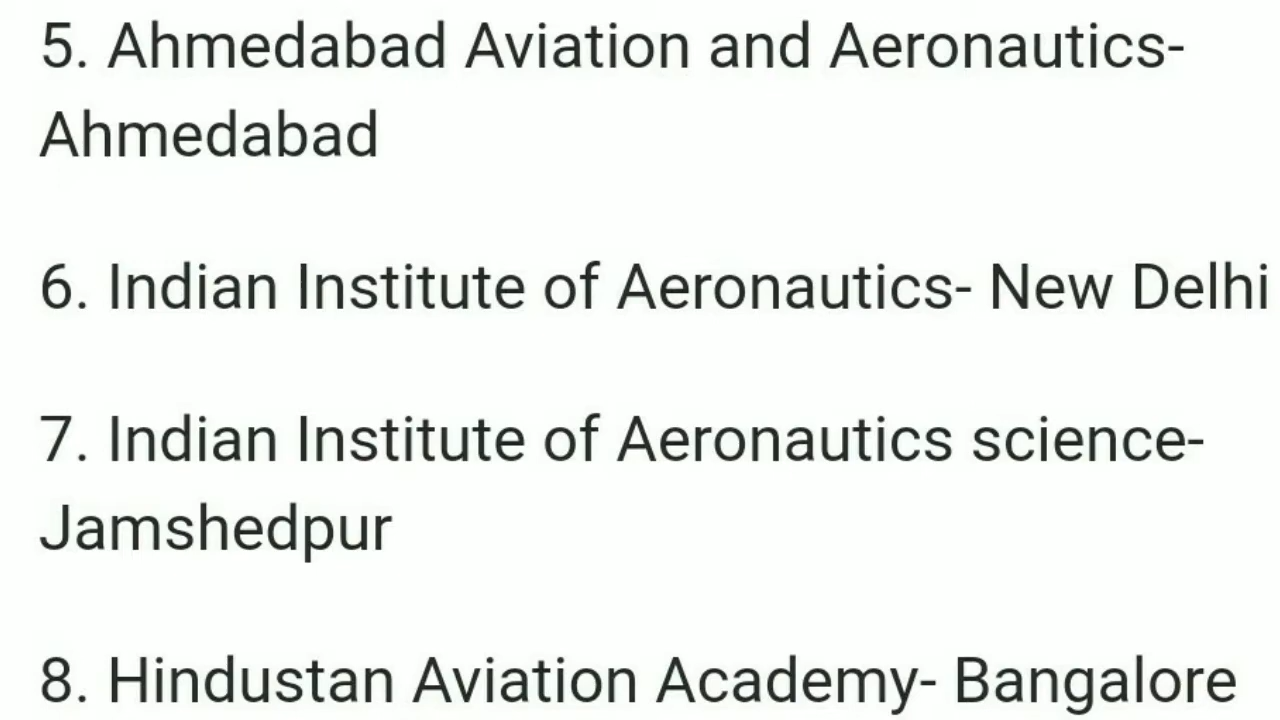 5. Ahmedabad Aviation and Aeronautics-
Ahmedabad
6. Indian Institute of Aeronautics- New Delhi
7. Indian Institute of Aeronautics science-
Jamshedpur
8. Hindustan Aviation Academy- Bangalore